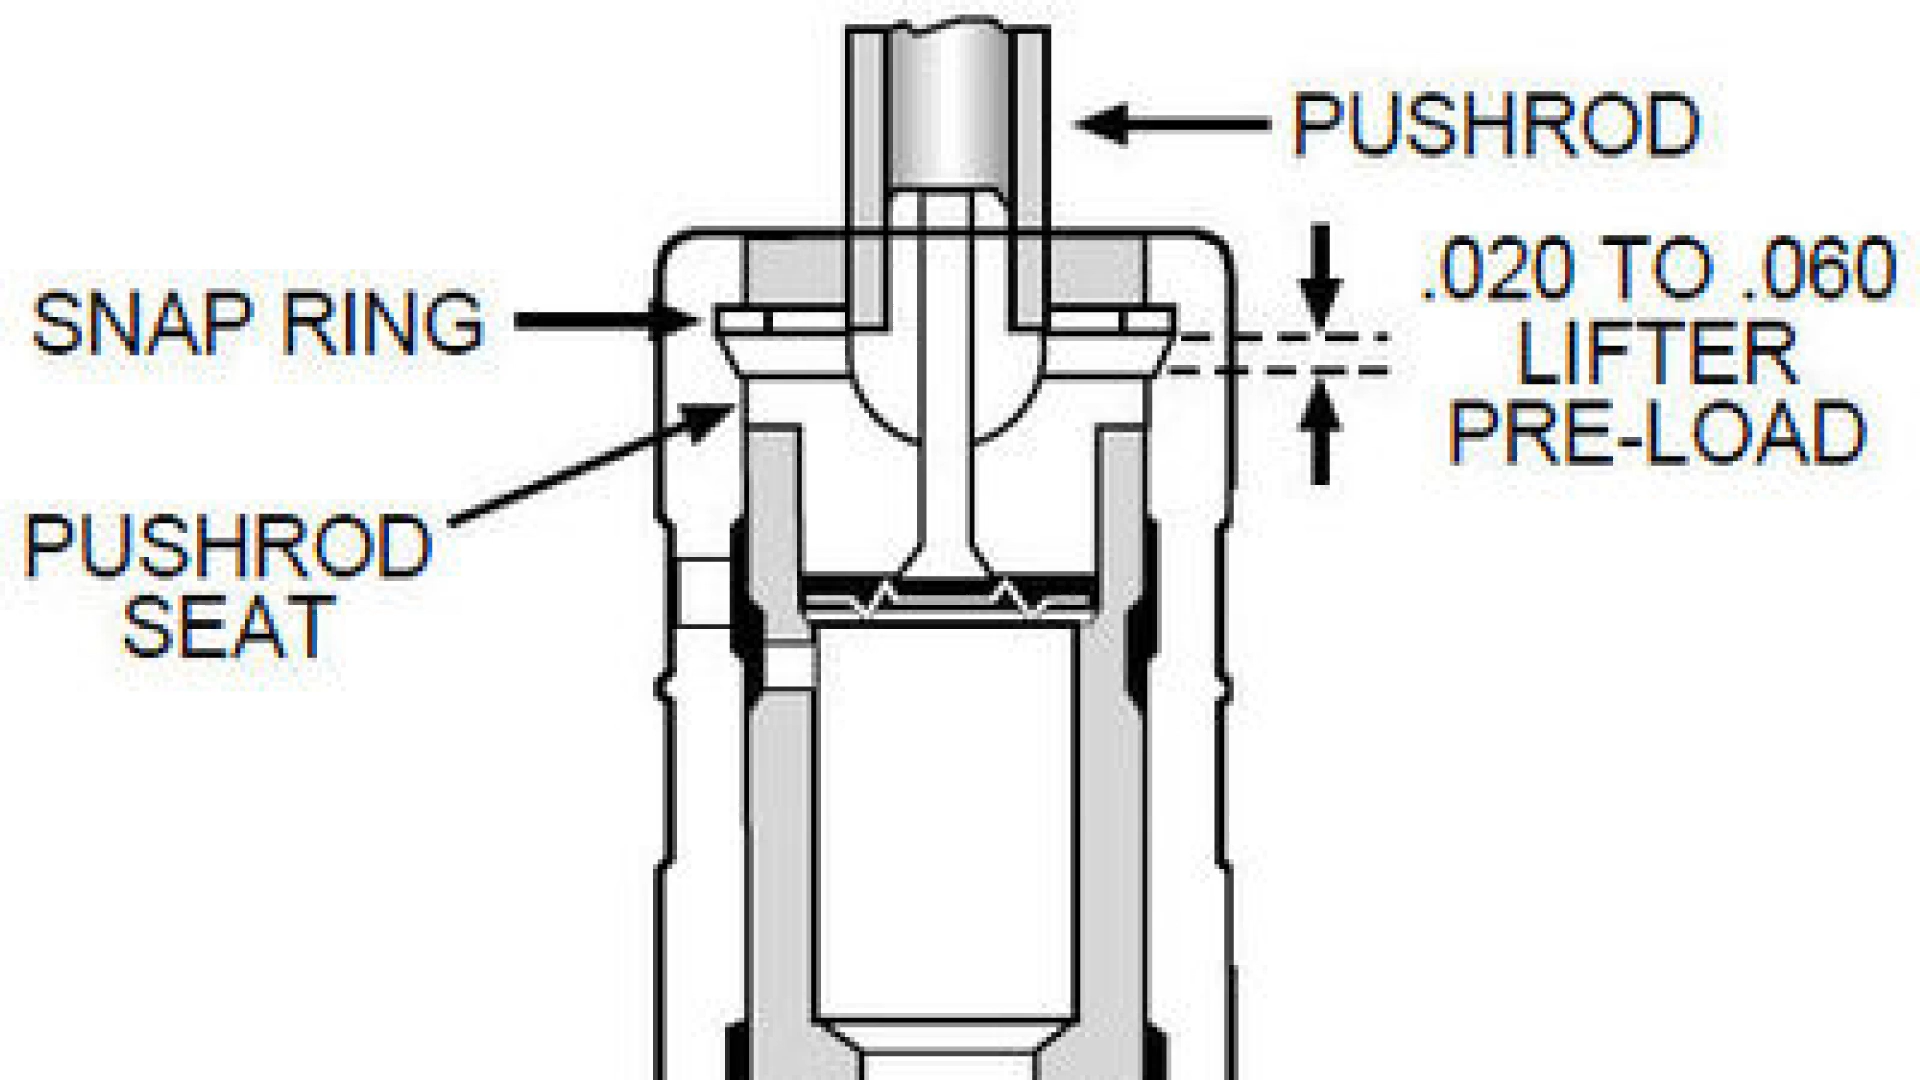 PUSHROD
.020 TO .060
LIFTER
PRE-LOAD
SNAP RING
PUSHROD
SEAT